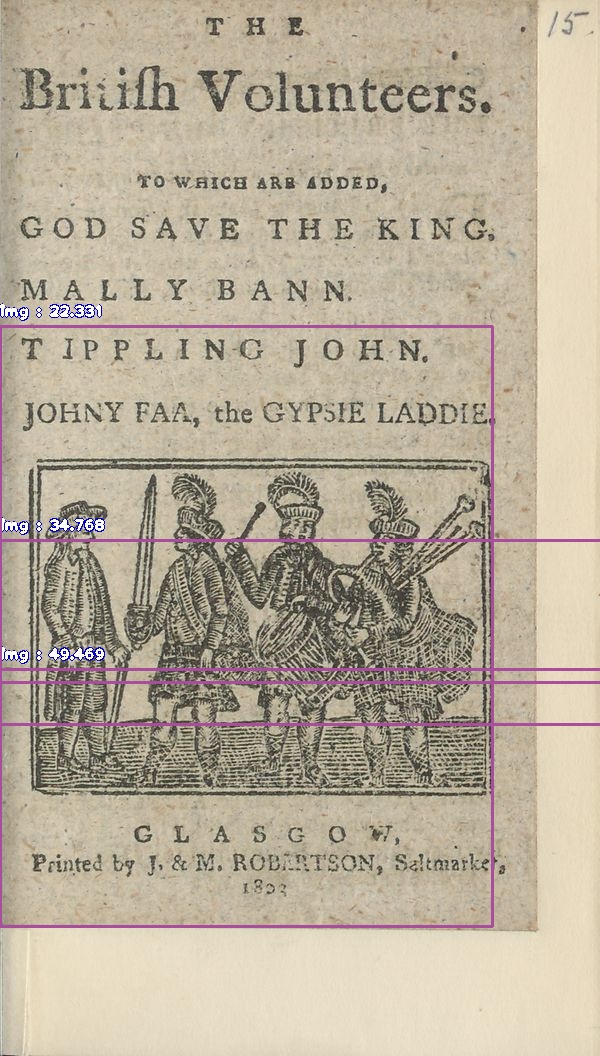 15.
THE
Britiſh Volunteers.
TO WHICH ARE ADDED,
GOD SAVE THE KING.
MALLY BANN.
Img : 22.331
TIPPLING JOHN.
JOHNY FAA, the GYPSIE LADDIE.
Img : 34.768
Img : 49.469
GLASGOW,
Printed by J. & M. ROBERTSON, Saltmarket,